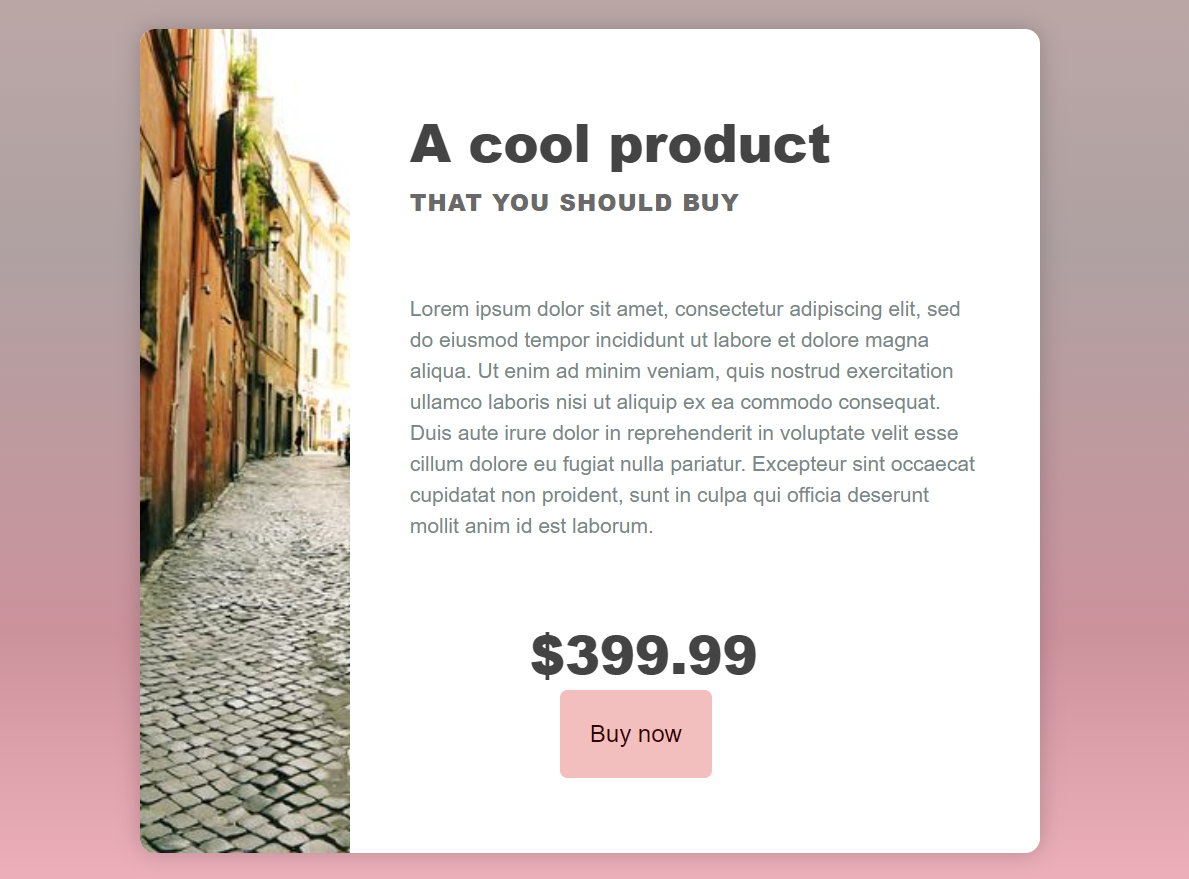 A cool product
THAT YOU SHOULD BUY
Lorem ipsum dolor sit amet, consectetur adipiscing elit, sed
do eiusmod tempor incididunt ut labore et dolore magna
aliqua. Ut enim ad minim veniam, quis nostrud exercitation
ullamco laboris nisi ut aliquip ex ea commodo consequat.
Duis aute irure dolor in reprehenderit in voluptate velit esse
cillum dolore eu fugiat nulla pariatur. Excepteur sint occaecat
cupidatat non proident, sunt in culpa qui officia deserunt
mollit anim id est laborum.
$399.99
Buy now